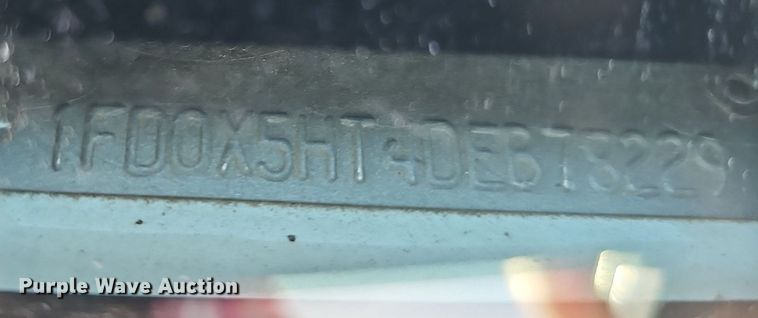 1FD0X5HT4DEB78229
Purple Wave Auction